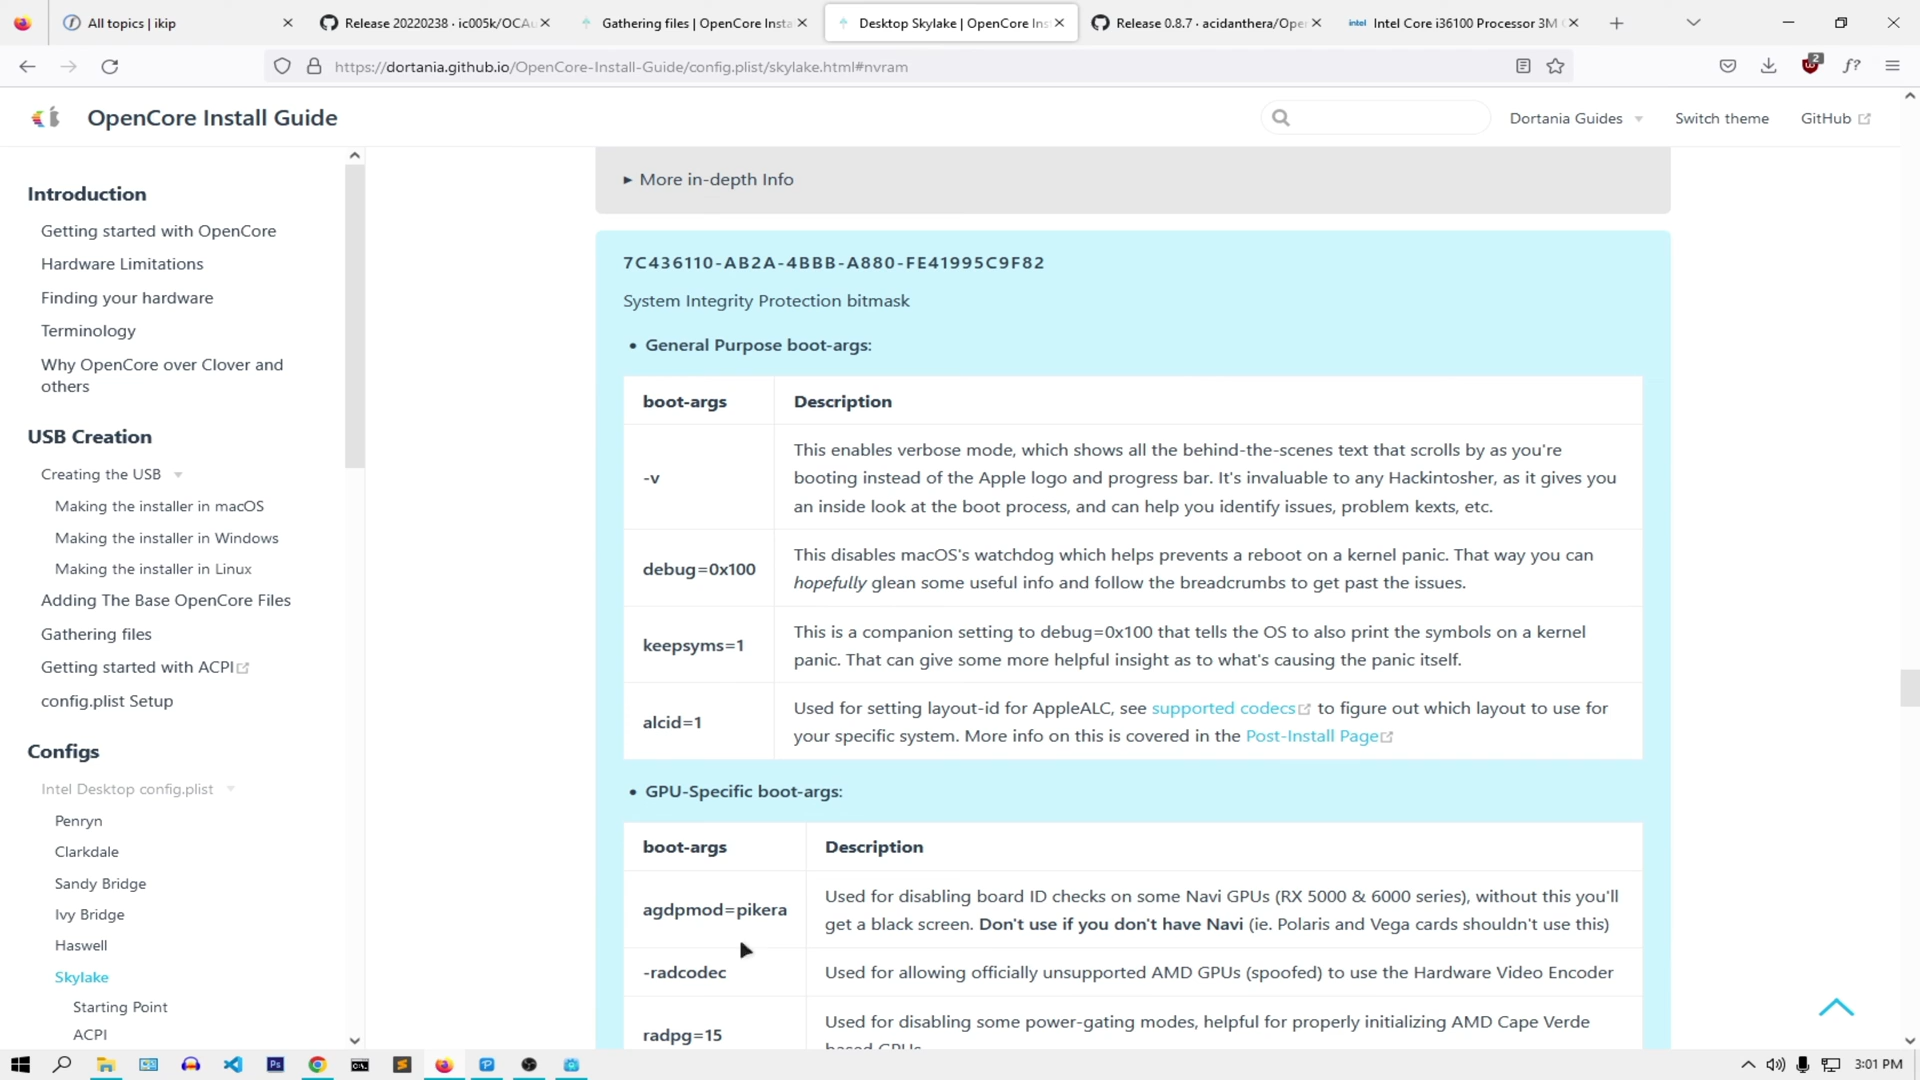 All topics | ikip
Release 20220238 · ic005k/OCAu
Gathering files | OpenCore Insta
Desktop Skylake | OpenCore Ins
Release 0.8.7 · acidanthera/Ope
intel Intel Core i36100 Processor 3M C
https://dortania.github.io/OpenCore-Install-Guide/config.plist/skylake.html#nvram
2
OpenCore Install Guide
Dortania Guides
Switch theme
GitHub
Introduction
Getting started with OpenCore
Hardware Limitations
Finding your hardware
Terminology
Why OpenCore over Clover and
others
USB Creation
Creating the USB
Making the installer in macOS
Making the installer in Windows
Making the installer in Linux
Adding The Base OpenCore Files
Gathering files
Getting started with ACPI
config.plist Setup
Configs
Intel Desktop config.plist
Penryn
Clarkdale
Sandy Bridge
Ivy Bridge
Haswell
Skylake
Starting Point
ACPI
More in-depth Info
7C436110-AB2A-4BBB-A880-FE41995C9F82
System Integrity Protection bitmask
• General Purpose boot-args:
boot-args Description
-v
This enables verbose mode, which shows all the behind-the-scenes text that scrolls by as you're
booting instead of the Apple logo and progress bar. It's invaluable to any Hackintosher, as it gives you
an inside look at the boot process, and can help you identify issues, problem kexts, etc.
debug=0x100
This disables macOS's watchdog which helps prevents a reboot on a kernel panic. That way you can
hopefully glean some useful info and follow the breadcrumbs to get past the issues.
keepsyms=1
This is a companion setting to debug=0x100 that tells the OS to also print the symbols on a kernel
panic. That can give some more helpful insight as to what's causing the panic itself.
alcid=1
Used for setting layout-id for AppleALC, see supported codecs to figure out which layout to use for
your specific system. More info on this is covered in the Post-Install Page
• GPU-Specific boot-args:
boot-args Description
agdpmod=pikera
Used for disabling board ID checks on some Navi GPUs (RX 5000 & 6000 series), without this you'll
get a black screen. Don't use if you don't have Navi (ie. Polaris and Vega cards shouldn't use this)
-radcodec Used for allowing officially unsupported AMD GPUs (spoofed) to use the Hardware Video Encoder
radpg=15
Used for disabling some power-gating modes, helpful for properly initializing AMD Cape Verde
based GPUs
3:01 PM